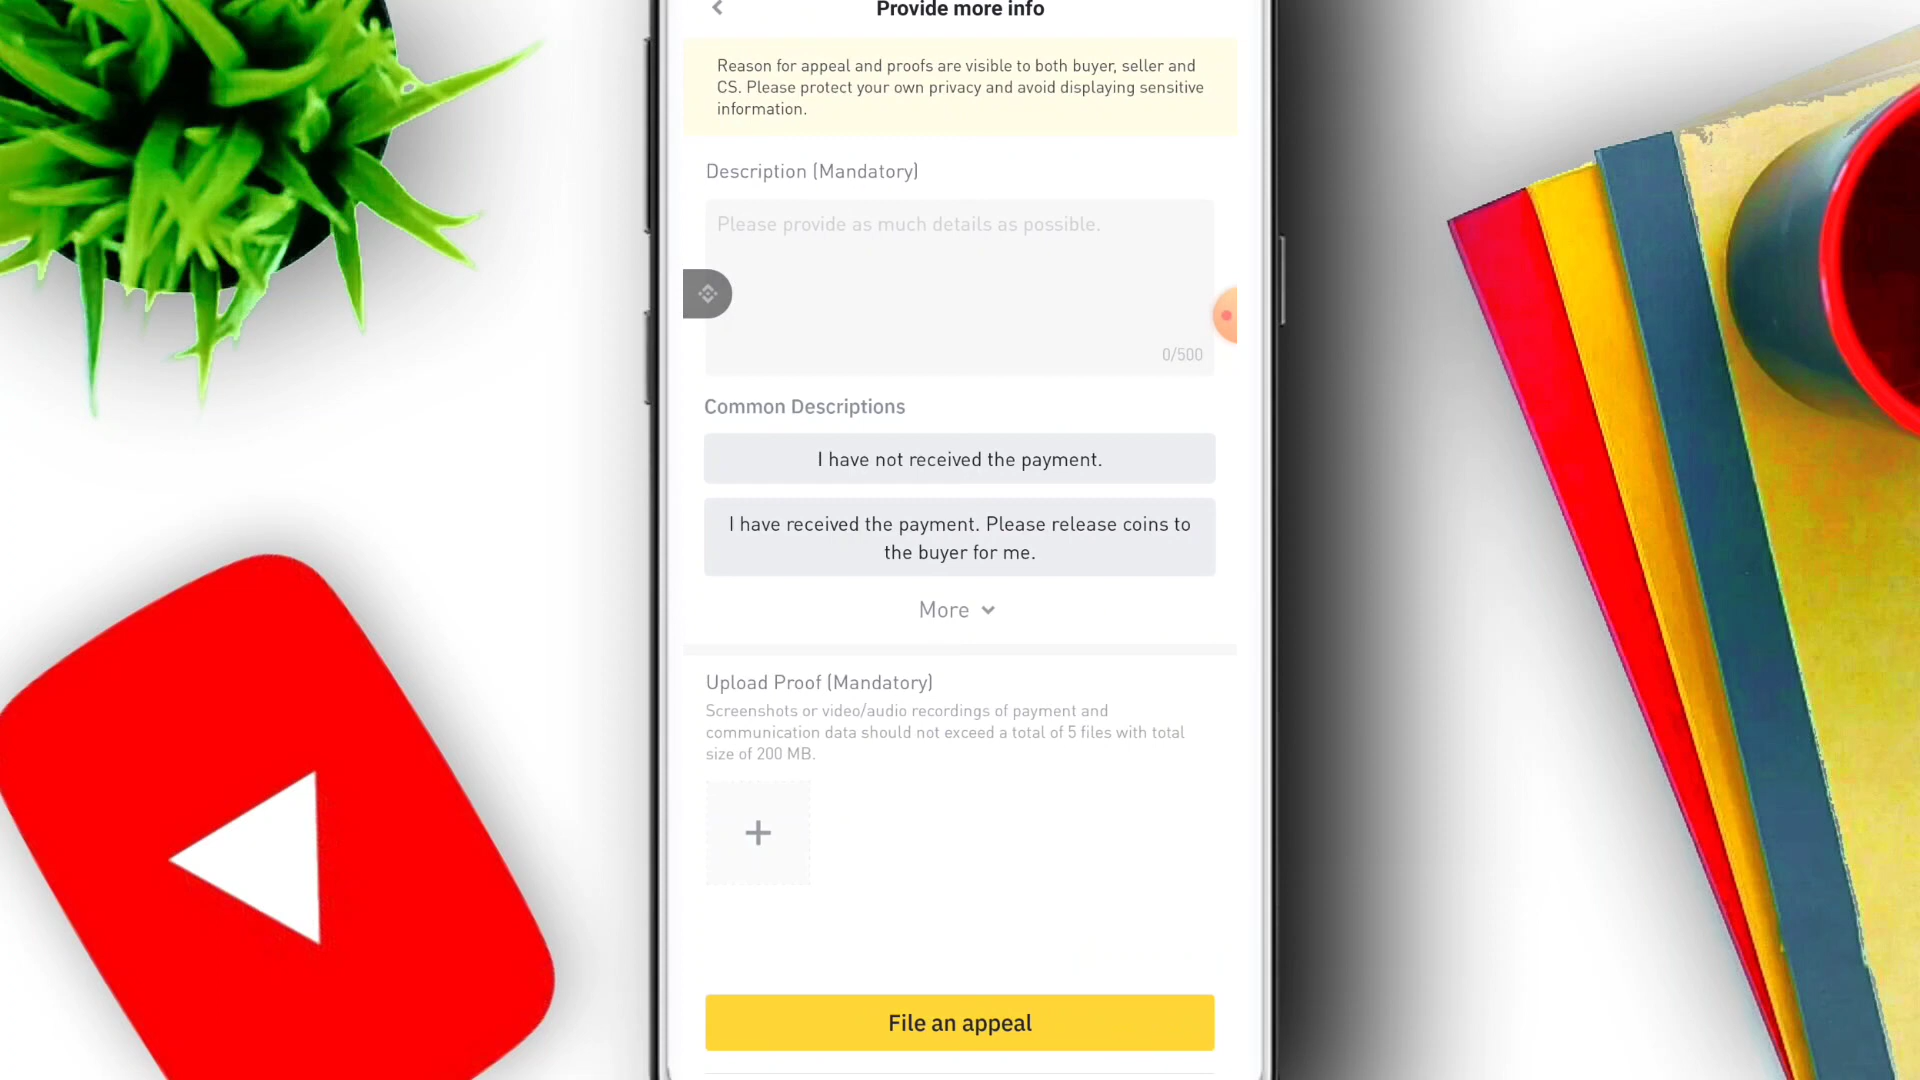 Provide more info
Reason for appeal and proofs are visible to both buyer, seller and
CS. Please protect your own privacy and avoid displaying sensitive
information.
Description (Mandatory)
Please provide as much details as possible.
0/500
Common Descriptions
I have not received the payment.
I have received the payment. Please release coins to
the buyer for me.
More
Upload Proof (Mandatory)
Screenshots or video/audio recordings of payment and
communication data should not exceed a total of 5 files with total
size of 200 MB.
File an appeal